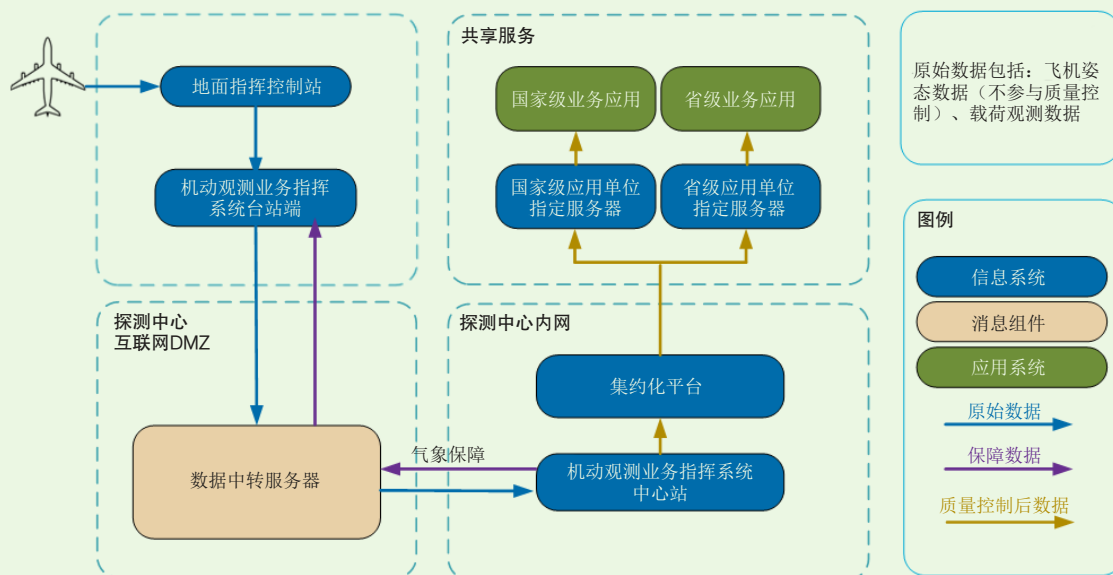 地面指挥控制站
机动观测业务指挥
系统台站端
共享服务
国家级业务应用
省级业务应用
国家级应用单位
指定服务器
省级应用单位
指定服务器
原始数据包括：飞机姿
态数据（不参与质量控
制）、载荷观测数据
探测中心
互联网DMZ
数据中转服务器
气象保障
探测中心内网
集约化平台
机动观测业务指挥系统
中心站
图例
信息系统
消息组件
应用系统
原始数据
保障数据
质量控制后数据